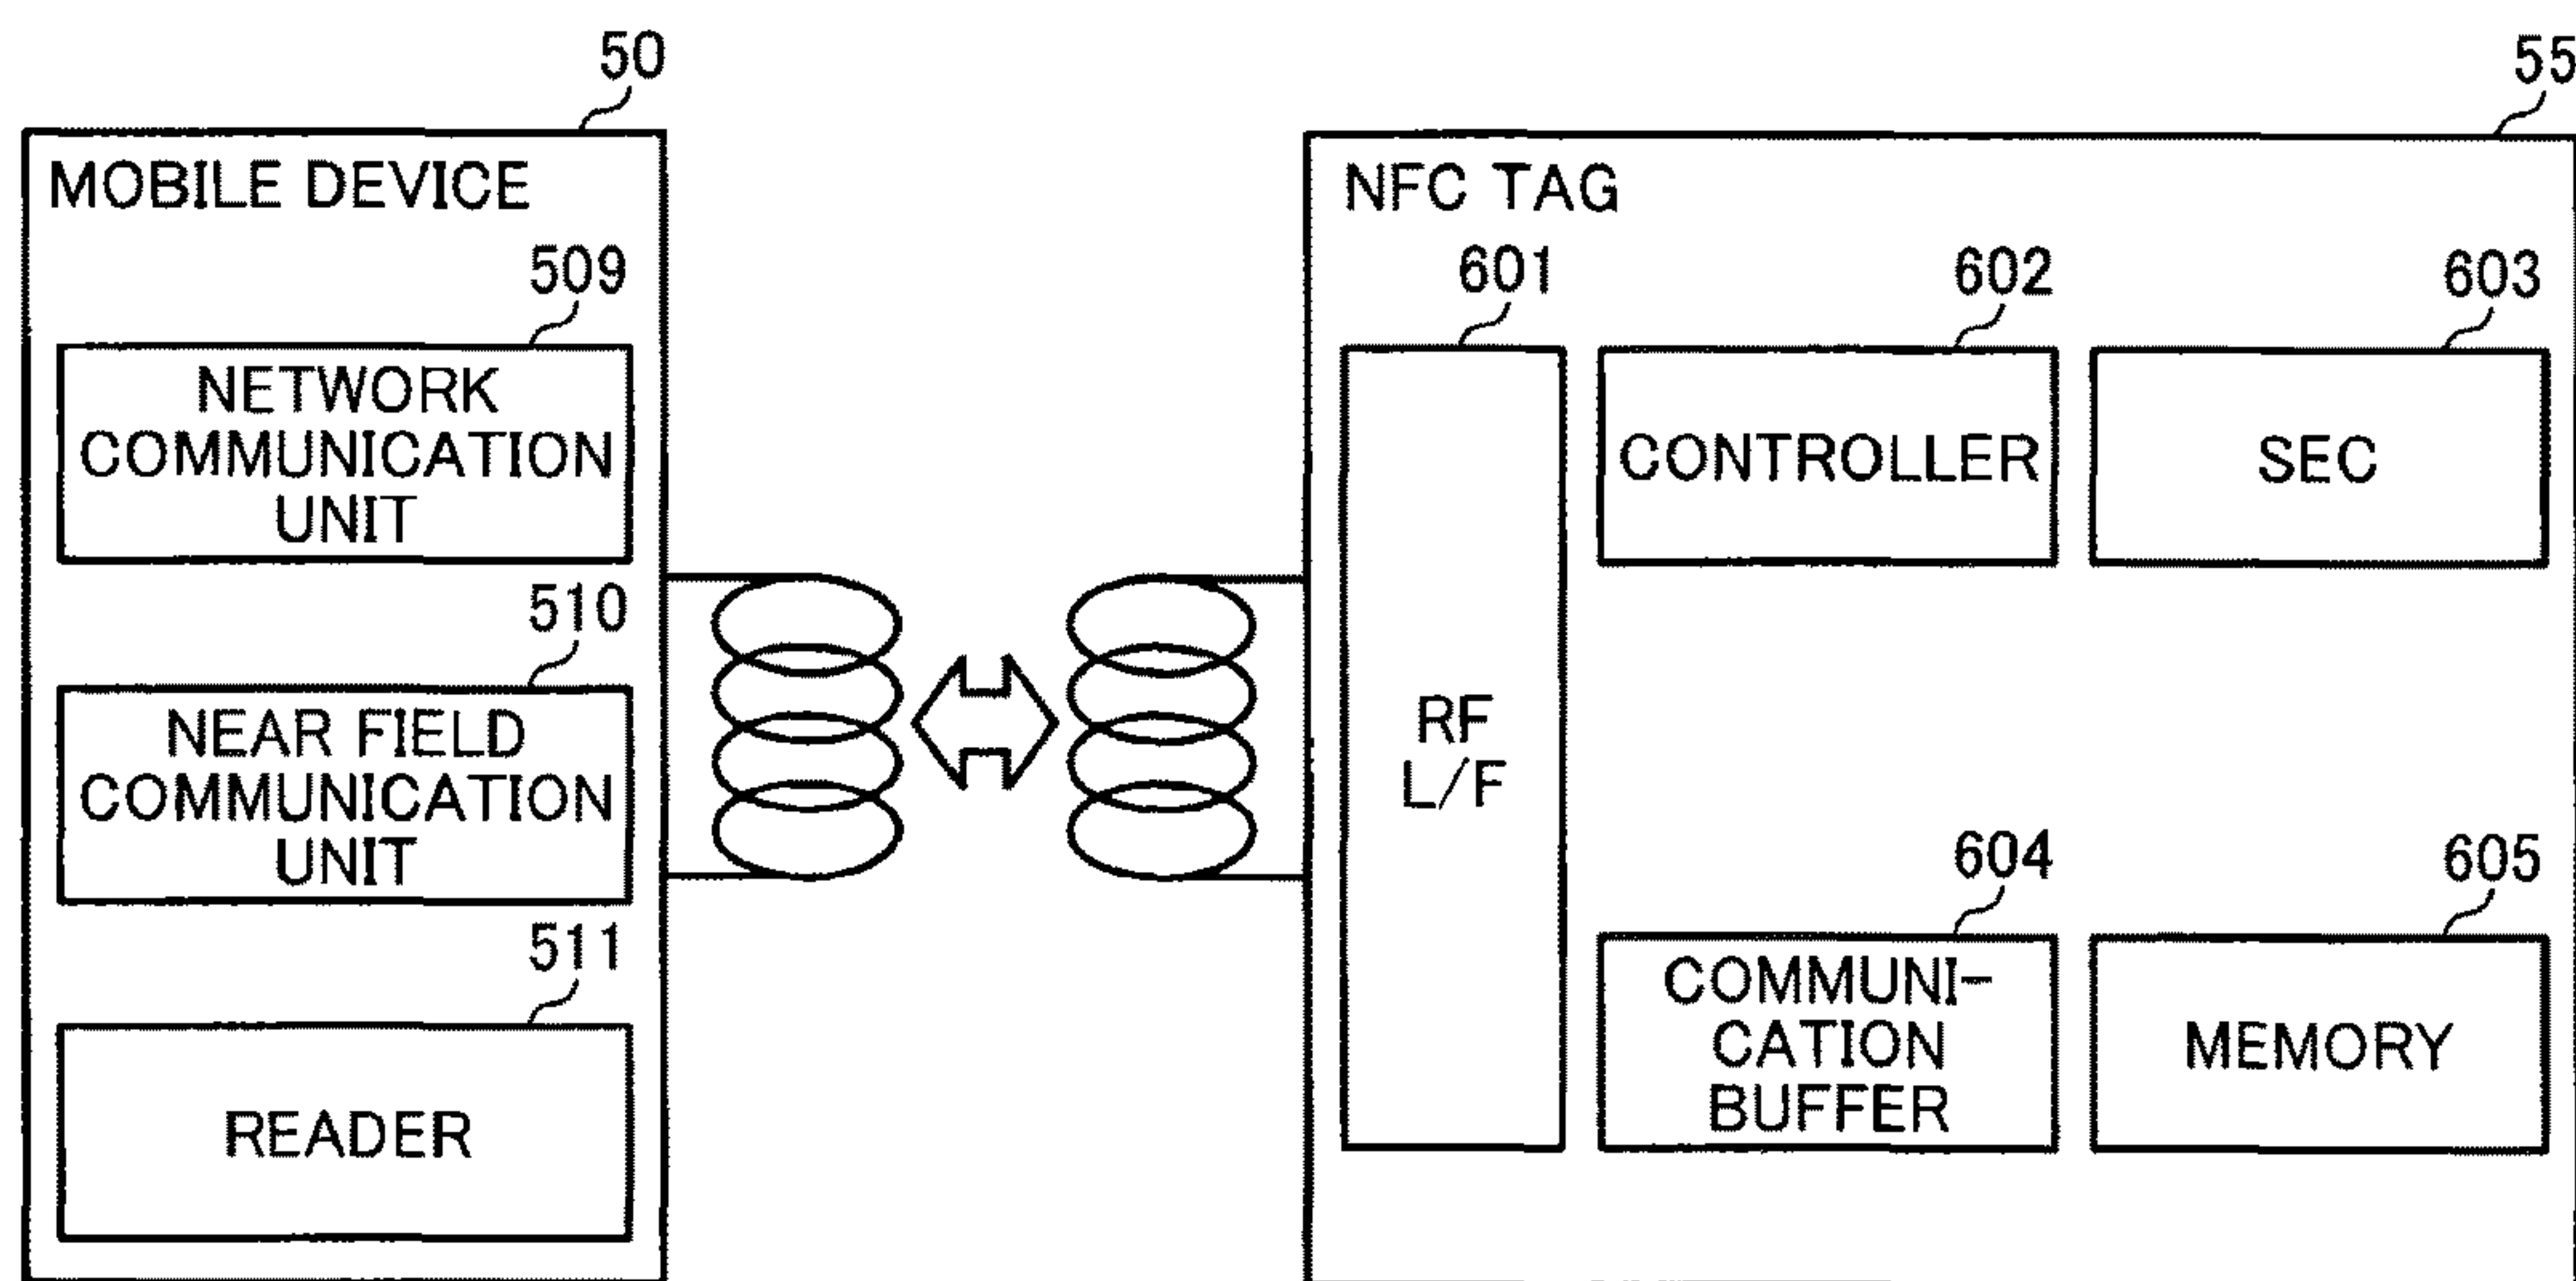 50
MOBILE DEVICE
509
NETWORK
COMMUNICATION
UNIT
510
NEAR FIELD
COMMUNICATION
UNIT
511
READER
55
NFC TAG
601
RF
L/F
602
CONTROLLER
603
SEC
604
COMMUNI-
CATION
BUFFER
605
MEMORY